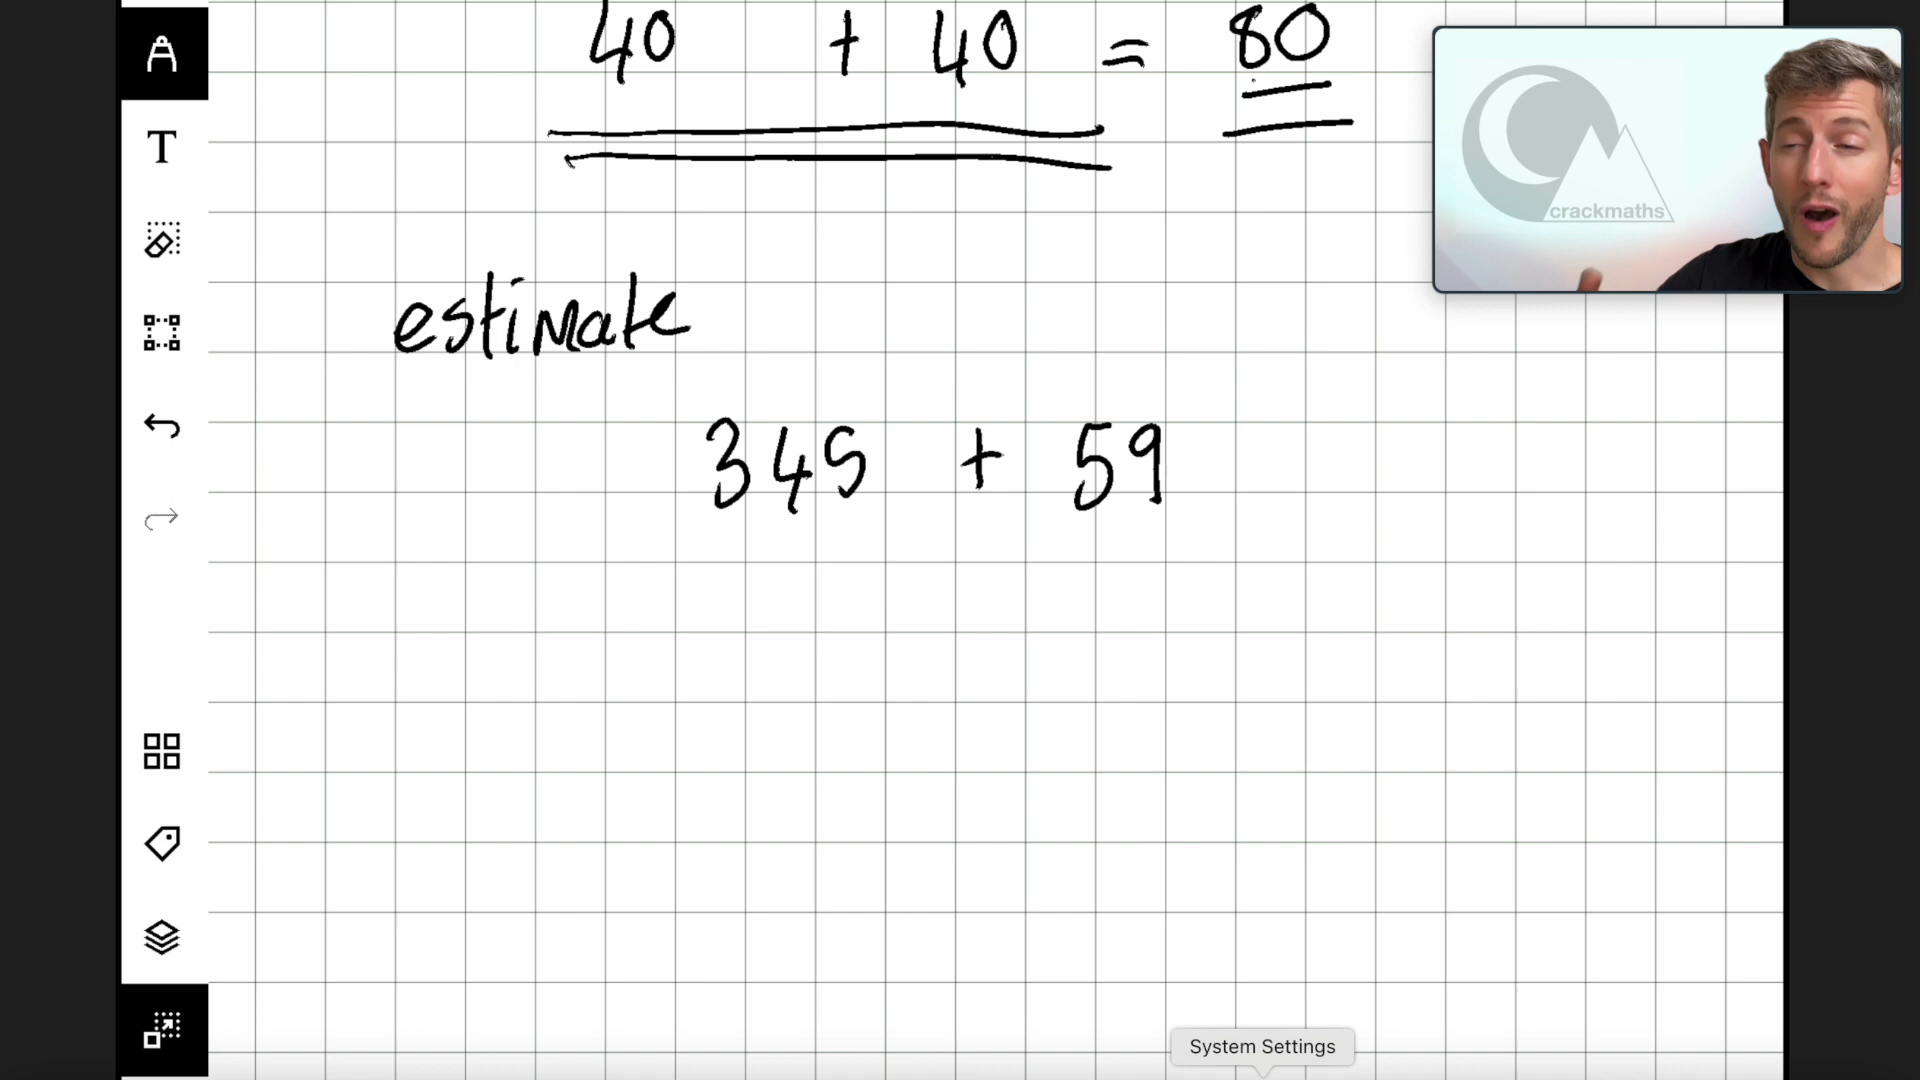 40 + 40 = 80
crackmaths
T
estimate
345 + 59
System Settings